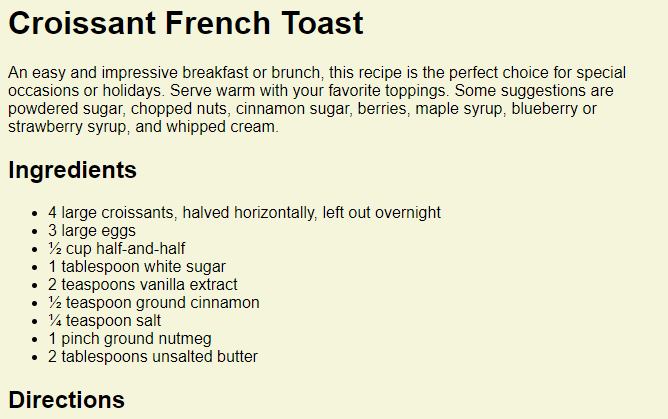 Croissant French Toast
An easy and impressive breakfast or brunch, this recipe is the perfect choice for special
occasions or holidays. Serve warm with your favorite toppings. Some suggestions are
powdered sugar, chopped nuts, cinnamon sugar, berries, maple syrup, blueberry or
strawberry syrup, and whipped cream.
Ingredients
• 4 large croissants, halved horizontally, left out overnight
• 3 large eggs
• ½ cup half-and-half
• 1 tablespoon white sugar
• 2 teaspoons vanilla extract
• ½ teaspoon ground cinnamon
• ¼ teaspoon salt
• 1 pinch ground nutmeg
• 2 tablespoons unsalted butter
Directions